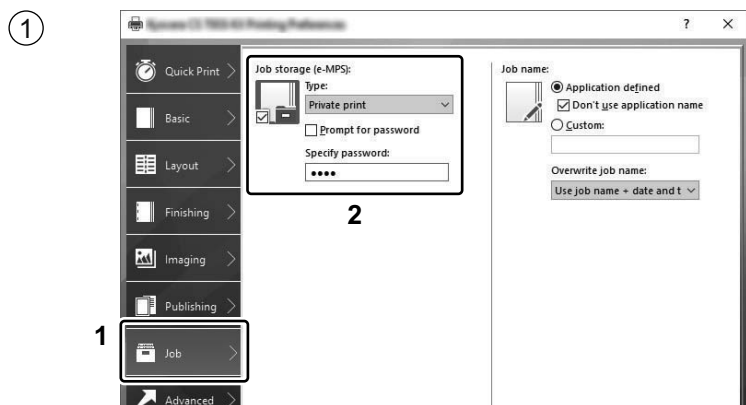 1
? ×
Quick Print >
Basic >
Layout >
Finishing >
Imaging >
Publishing >
1
Job >
Advanced >
Job storage (e-MPS):
Type:
Private print
Prompt for password
Specify password:
••••
2
Job name:
Application defined
Don't use application name
Custom:
Overwrite job name:
Use job name + date and t